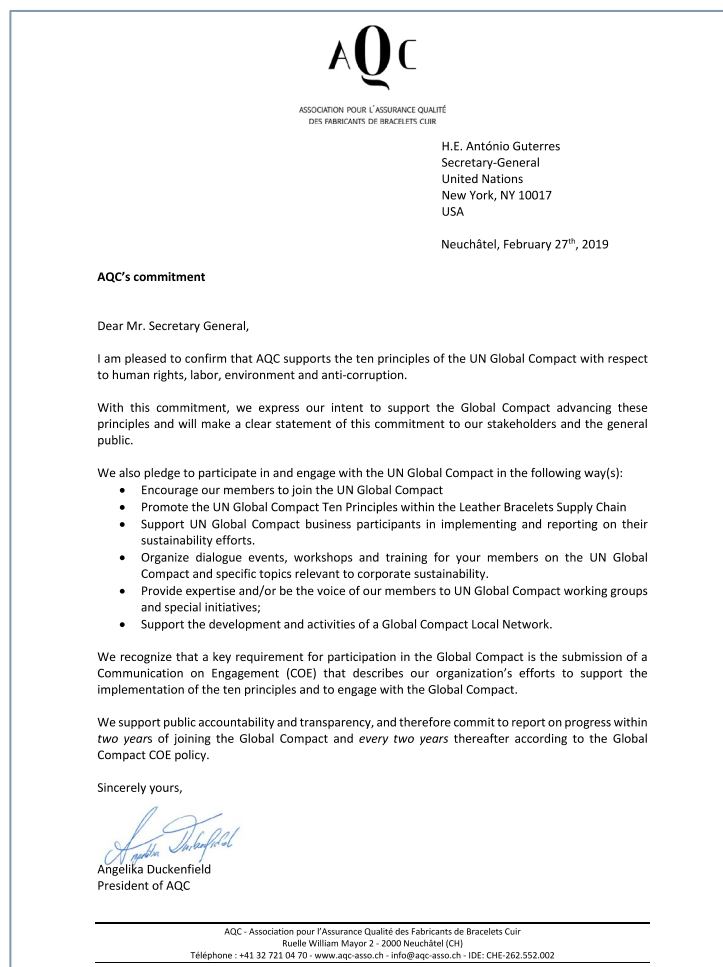 AQC
ASSOCIATION POUR L'ASSURANCE QUALITÉ
DES FABRICANTS DE BRACELETS CUIR
H.E. António Guterres
Secretary-General
United Nations
New York, NY 10017
USA
Neuchâtel, February 27th, 2019
AQC's commitment
Dear Mr. Secretary General,
I am pleased to confirm that AQC supports the ten principles of the UN Global Compact with respect
to human rights, labor, environment and anti-corruption.
With this commitment, we express our intent to support the Global Compact advancing these
principles and will make a clear statement of this commitment to our stakeholders and the general
public.
We also pledge to participate in and engage with the UN Global Compact in the following way(s):
• Encourage our members to join the UN Global Compact
• Promote the UN Global Compact Ten Principles within the Leather Bracelets Supply Chain
• Support UN Global Compact business participants in implementing and reporting on their
sustainability efforts.
• Organize dialogue events, workshops and training for your members on the UN Global
Compact and specific topics relevant to corporate sustainability.
• Provide expertise and/or be the voice of our members to UN Global Compact working groups
and special initiatives;
• Support the development and activities of a Global Compact Local Network.
We recognize that a key requirement for participation in the Global Compact is the submission of a
Communication on Engagement (COE) that describes our organization's efforts to support the
implementation of the ten principles and to engage with the Global Compact.
We support public accountability and transparency, and therefore commit to report on progress within
two years of joining the Global Compact and every two years thereafter according to the Global
Compact COE policy.
Sincerely yours,
Angelika Duckenfield
Angelika Duckenfield
President of AQC
AQC - Association pour l'Assurance Qualité des Fabricants de Bracelets Cuir
Ruelle William Mayor 2 - 2000 Neuchâtel (CH)
Téléphone : +41 32 721 04 70 - www.aqc-asso.ch - info@aqc-asso.ch - IDE: CHE-262.552.002